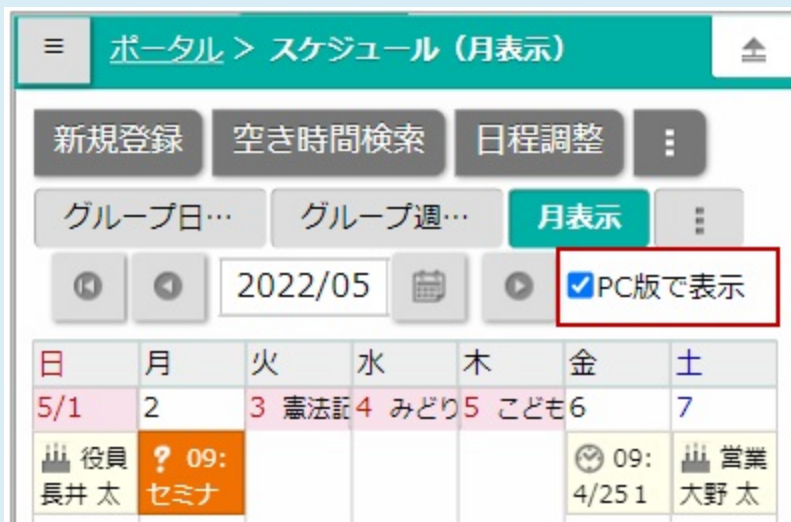 ポータル > スケジュール（月表示）
新規登録 空き時間検索 日程調整
グループ日… グループ週… 月表示
2022/05 PC版で表示
日 月 火 水 木 金 土
5/1 2 3 憲法記 4 みどり 5 こども 6 7
役員 ? 09: 09: 営業
長井 太 セミナ 4/25 1 大野 太